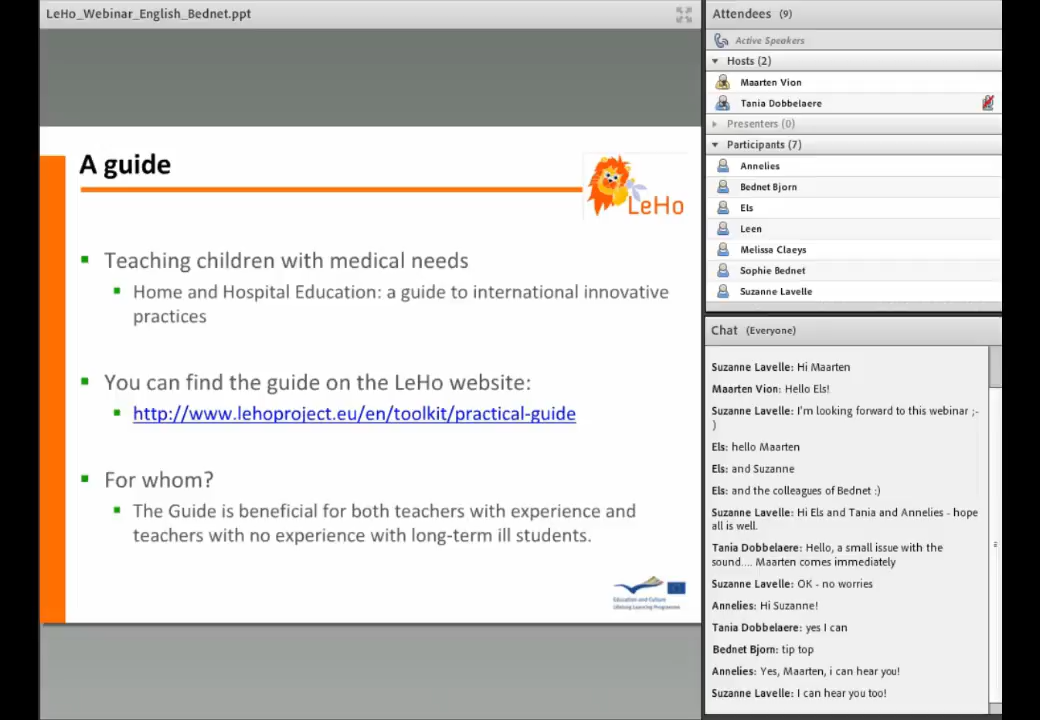 LeHo_Webinar_English_Bednet.ppt
A guide
LeHo
Teaching children with medical needs
Home and Hospital Education: a guide to international innovative
practices
You can find the guide on the LeHo website:
http://www.lehoproject.eu/en/toolkit/practical-guide
For whom?
The Guide is beneficial for both teachers with experience and
teachers with no experience with long-term ill students.
Education and Culture
Lifelong Learning Programme
Attendees (9)
Active Speakers
Hosts (2)
Maarten Vion
Tania Dobbelaere
Presenters (0)
Participants (7)
Annelies
Bednet Bjorn
Els
Leen
Melissa Claeys
Sophie Bednet
Suzanne Lavelle
Chat (Everyone)
Suzanne Lavelle: Hi Maarten
Maarten Vion: Hello Els!
Suzanne Lavelle: I'm looking forward to this webinar ;-
)
Els: hello Maarten
Els: and Suzanne
Els: and the colleagues of Bednet :)
Suzanne Lavelle: Hi Els and Tania and Annelies - hope
all is well.
Tania Dobbelaere: Hello, a small issue with the
sound.... Maarten comes immediately
Suzanne Lavelle: OK - no worries
Annelies: Hi Suzanne!
Tania Dobbelaere: yes I can
Bednet Bjorn: tip top
Annelies: Yes, Maarten, i can hear you!
Suzanne Lavelle: I can hear you too!